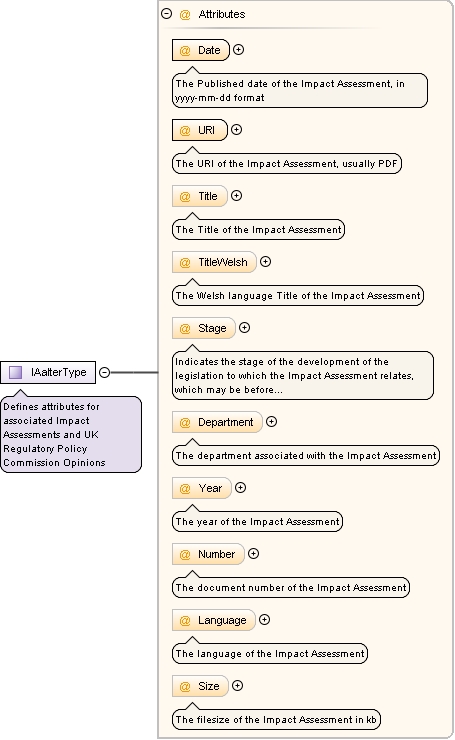 @ Attributes
@ Date
The Published date of the Impact Assessment, in
yyyy-mm-dd format
@ URI
The URI of the Impact Assessment, usually PDF
@ Title
The Title of the Impact Assessment
@ TitleWelsh
The Welsh language Title of the Impact Assessment
@ Stage
Indicates the stage of the development of the
legislation to which the Impact Assessment relates,
which may be before...
IAalterType
Defines attributes for
associated Impact
Assessments and UK
Regulatory Policy
Commission Opinions
@ Department
The department associated with the Impact Assessment
@ Year
The year of the Impact Assessment
@ Number
The document number of the Impact Assessment
@ Language
The language of the Impact Assessment
@ Size
The filesize of the Impact Assessment in kb